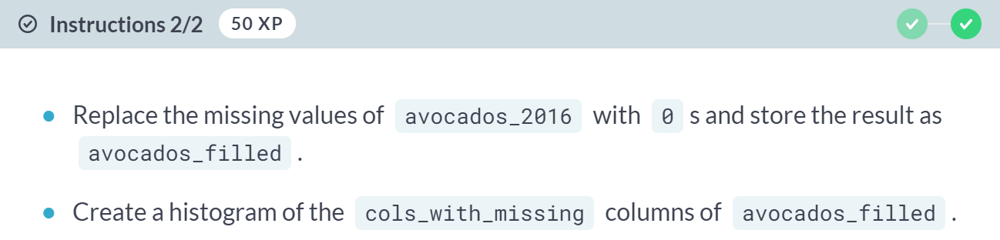 Instructions 2/2 50 XP
Replace the missing values of avocados_2016 with 0 s and store the result as
avocados_filled .
Create a histogram of the cols_with_missing columns of avocados_filled .